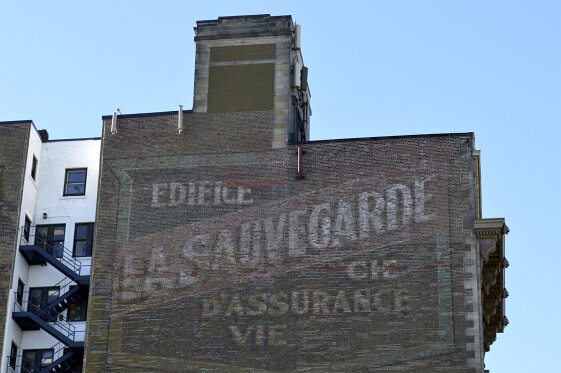 EDIFICE
LA SAUVEGARDE
CIE
D'ASSURANCE
VIE